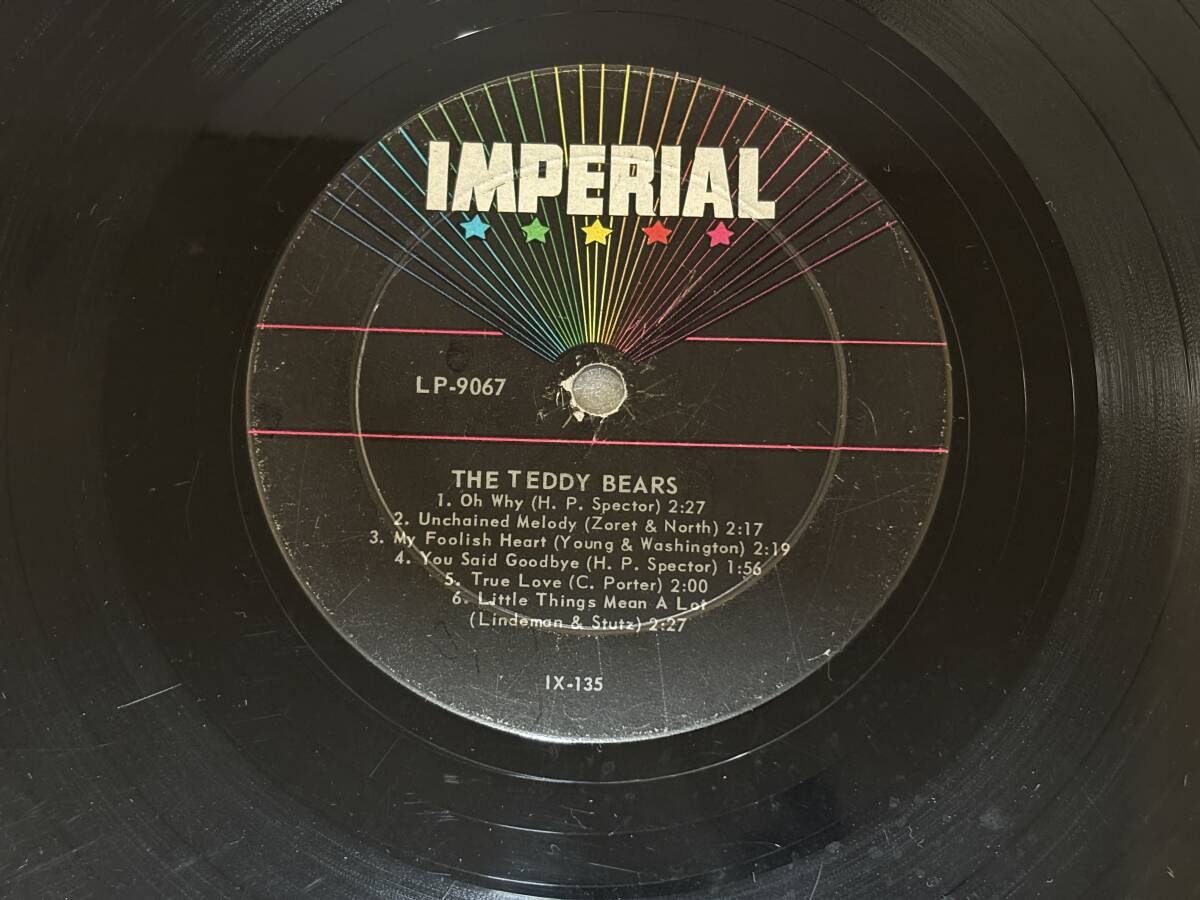 IMPERIAL
LP-9067
THE TEDDY BEARS
1. Oh Why (H. P. Spector) 2:27
2. Unchained Melody (Zoret & North) 2:17
3. My Foolish Heart (Young & Washington) 2:19
4. You Said Goodbye (H. P. Spector) 1:56
5. True Love (C. Porter) 2:00
6. Little Things Mean A Lot
(Lindeman & Stutz) 2:27
IX-135